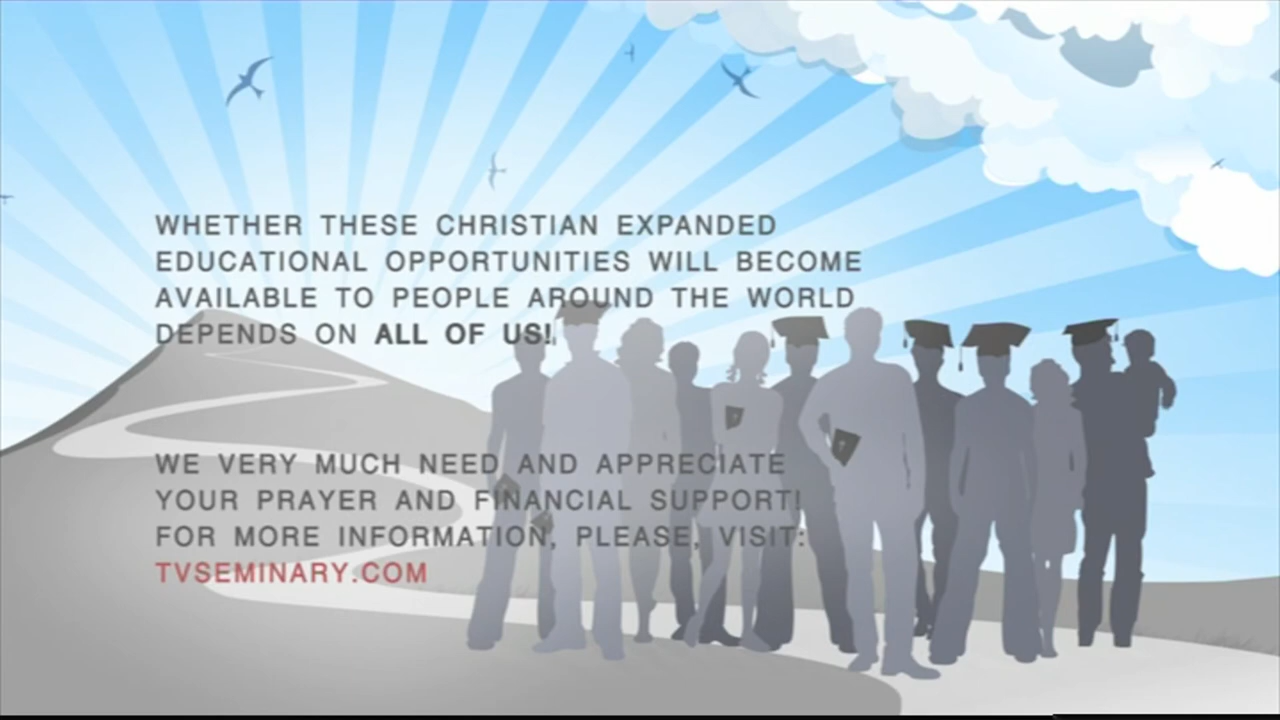 WHETHER THESE CHRISTIAN EXPANDED
EDUCATIONAL OPPORTUNITIES WILL BECOME
AVAILABLE TO PEOPLE AROUND THE WORLD
DEPENDS ON ALL OF US!
WE VERY MUCH NEED AND APPRECIATE
YOUR PRAYER AND FINANCIAL SUPPORT!
FOR MORE INFORMATION, PLEASE, VISIT:
TVSEMINARY.COM